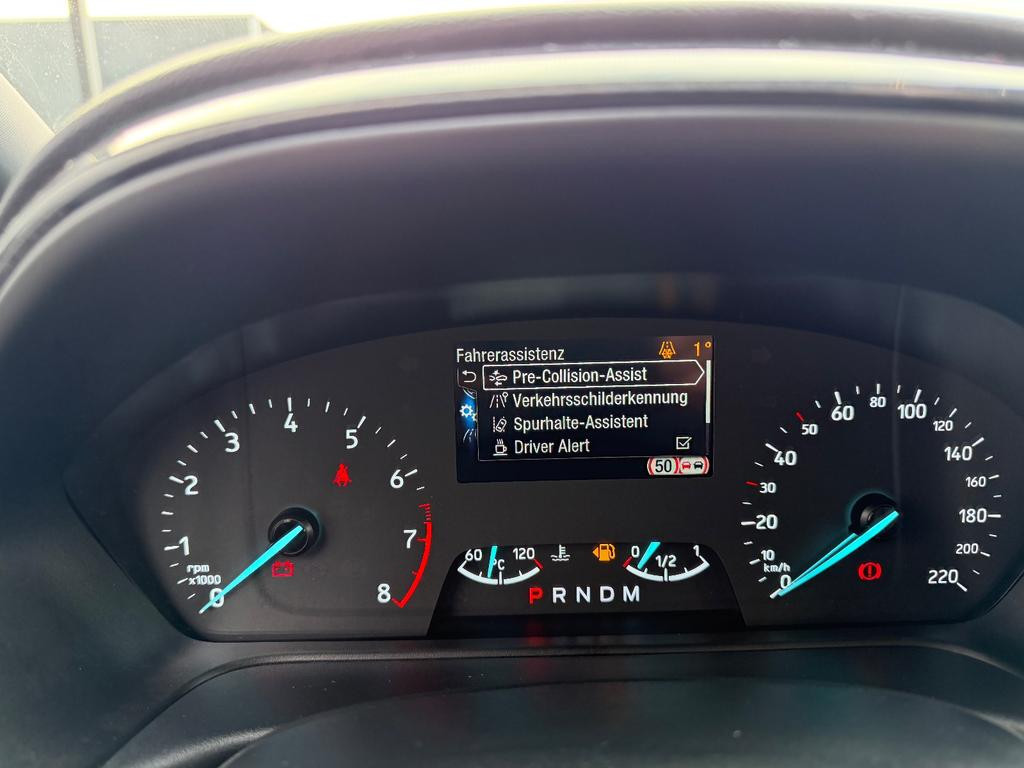 Fahrerassistenz 1°
Pre-Collision-Assist
Verkehrsschilderkennung
Spurhalte-Assistent
Driver Alert
50
0 1 2 3 4 5 6 7 8
rpm
x1000
60 °C 120
0 1/2 1
P R N D M
0 10 20 30 40 50 60 80 100 120 140 160 180 200 220
km/h